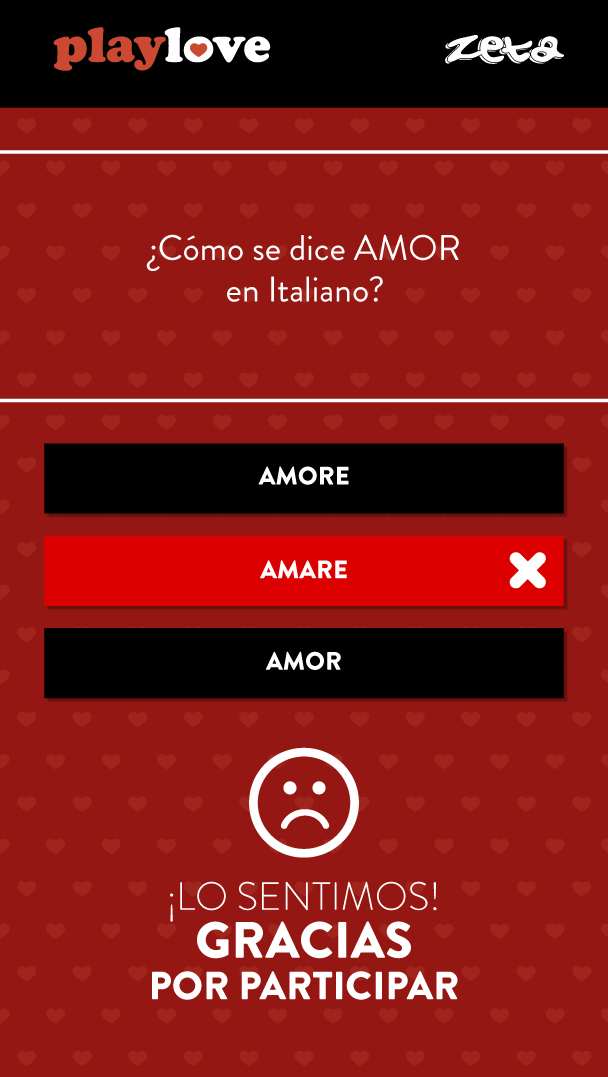 playlove
zeta
¿Cómo se dice AMOR
en Italiano?
AMORE
AMARE
AMOR
¡LO SENTIMOS!
GRACIAS
POR PARTICIPAR